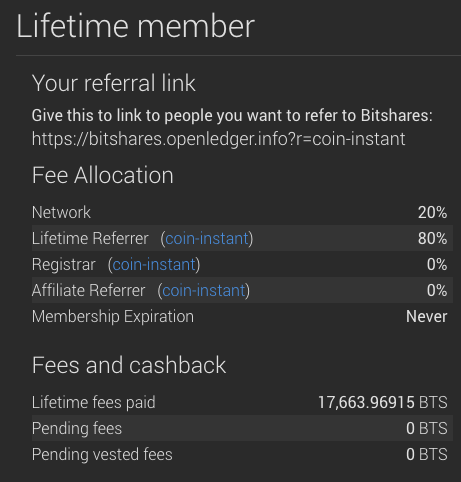 Lifetime member
Your referral link
Give this to link to people you want to refer to Bitshares:
https://bitshares.openledger.info?r=coin-instant
Fee Allocation
Network 20%
Lifetime Referrer (coin-instant) 80%
Registrar (coin-instant) 0%
Affiliate Referrer (coin-instant) 0%
Membership Expiration Never
Fees and cashback
Lifetime fees paid 17,663.96915 BTS
Pending fees 0 BTS
Pending vested fees 0 BTS